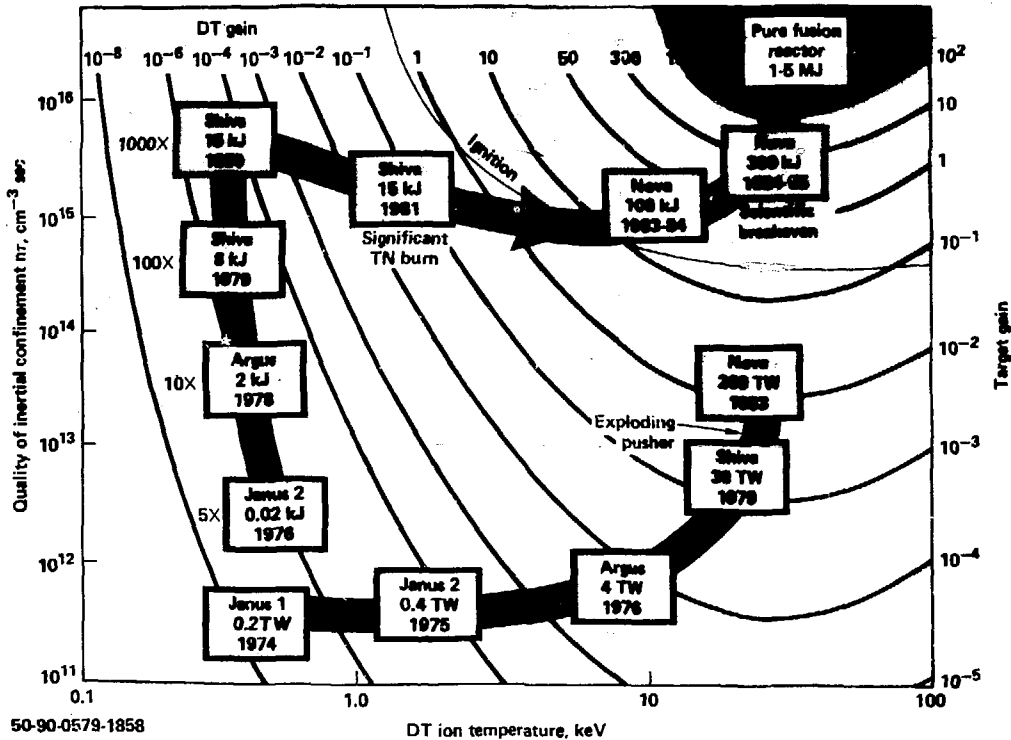 DT gain
10⁻⁸ 10⁻⁶ 10⁻⁴ 10⁻³ 10⁻² 10⁻¹ 1 10 50 300
Pure fusion
reactor
1-5 MJ
10²
10
1
10⁻¹
10⁻²
10⁻³
10⁻⁴
10⁻⁵
Target gain
Quality of inertial confinement nτ, cm⁻³ sec
10¹⁶
10¹⁵
10¹⁴
10¹³
10¹²
10¹¹
1000X
Shiva
15 kJ
Shiva
15 kJ
1981
Significant
TN burn
Ignition
Nova
100 kJ
1983-84
Nova
300 kJ
Scientific
breakeven
100X
Shiva
1979
10X
Argus
2 kJ
1978
5X
Janus 2
0.02 kJ
1976
Nova
1983
Exploding
pusher
Shiva
30 TW
1979
Janus 1
0.2TW
1974
Janus 2
0.4 TW
1975
Argus
4 TW
1976
0.1 1.0 10 100
DT ion temperature, keV
50-90-0579-1858